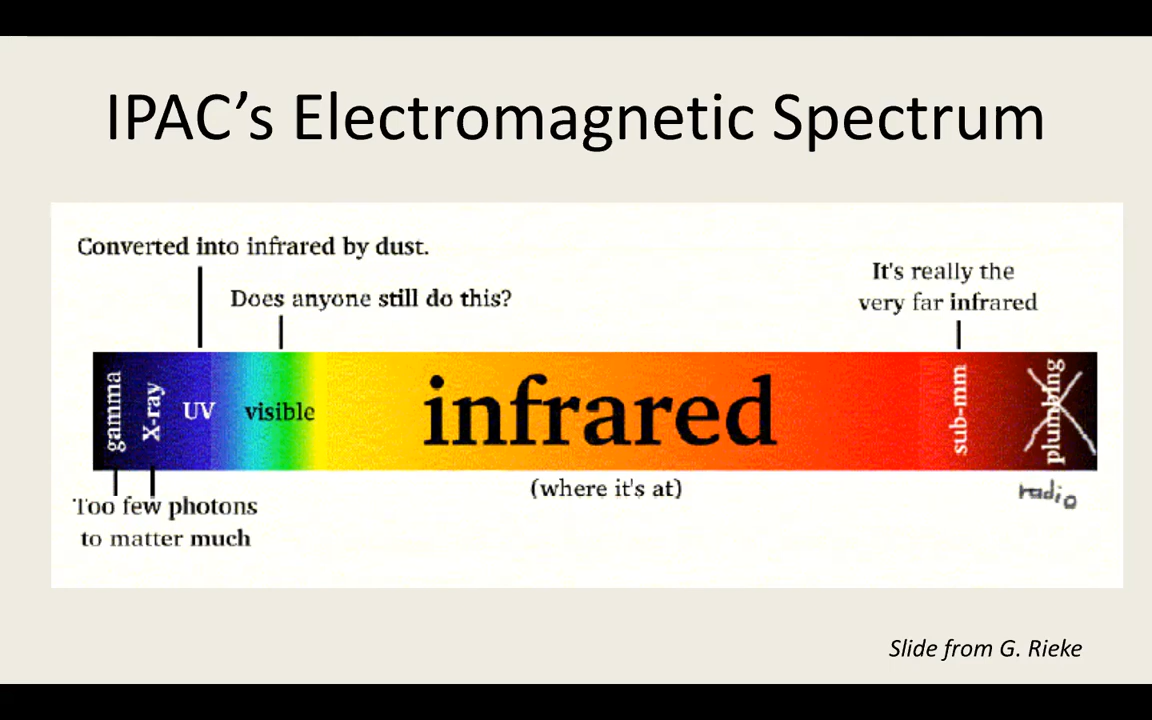 IPAC’s Electromagnetic Spectrum
Converted into infrared by dust.
Does anyone still do this?
It's really the
very far infrared
gamma
X-ray
UV
visible
infrared
sub-mm
plumbing
(where it's at)
radio
Too few photons
to matter much
Slide from G. Rieke